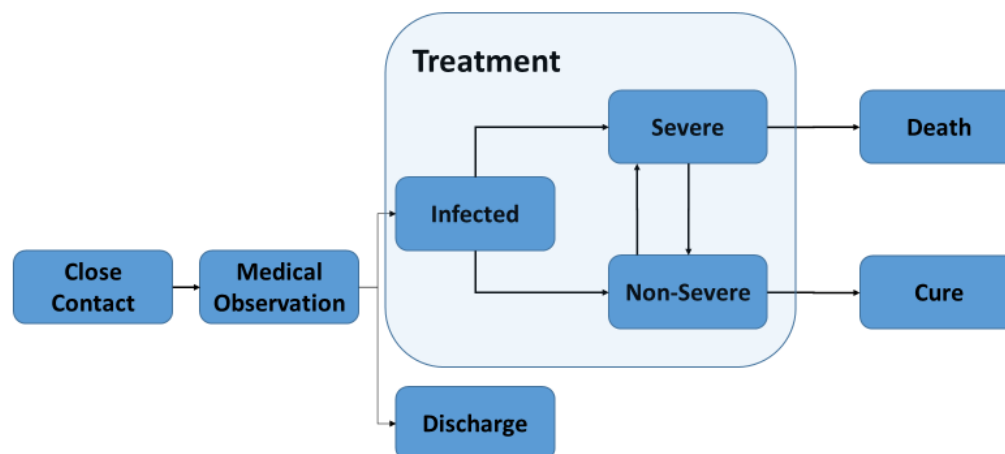 Treatment
Severe
Death
Infected
Close
Contact
Medical
Observation
Non-Severe
Cure
Discharge